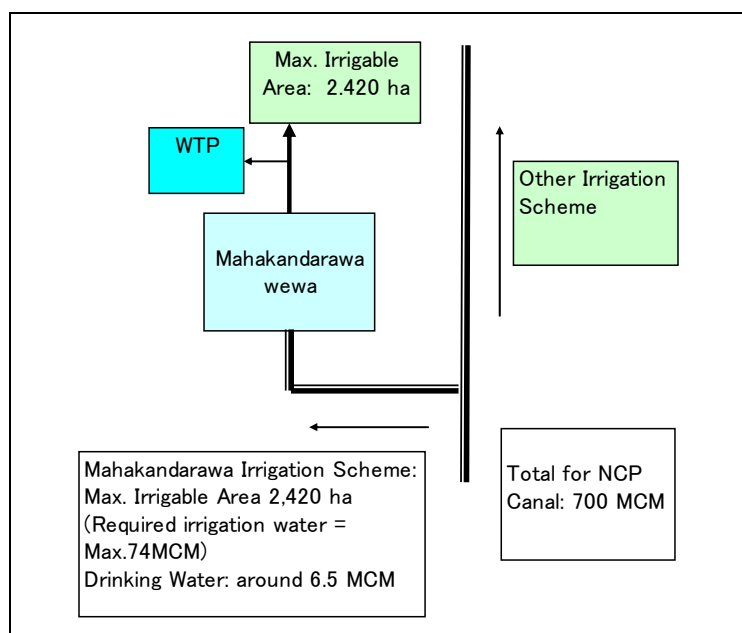 Max. Irrigable
Area: 2.420 ha
WTP
Other Irrigation
Scheme
Mahakandarawa
wewa
Mahakandarawa Irrigation Scheme:
Max. Irrigable Area 2,420 ha
(Required irrigation water =
Max.74MCM)
Drinking Water: around 6.5 MCM
Total for NCP
Canal: 700 MCM